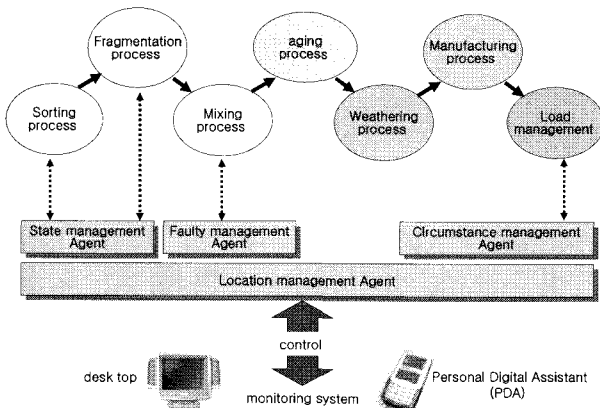 Fragmentation
process
aging
process
Manufacturing
process
Sorting
process
Mixing
process
Weathering
process
Load
management
State management
Agent
Faulty management
Agent
Circumstance management
Agent
Location management Agent
control
desk top
monitoring system
Personal Digital Assistant
(PDA)